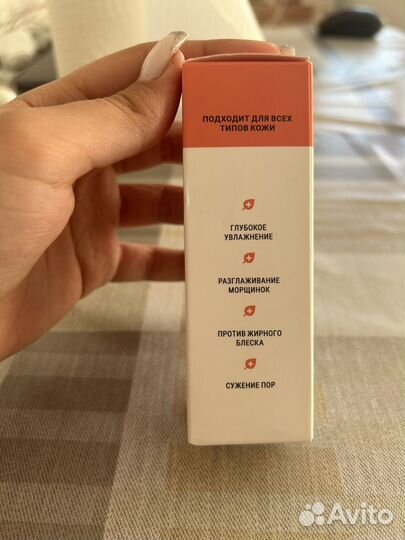 ПОДХОДИТ ДЛЯ ВСЕХ
ТИПОВ КОЖИ
ГЛУБОКОЕ
УВЛАЖНЕНИЕ
РАЗГЛАЖИВАНИЕ
МОРЩИНОК
ПРОТИВ ЖИРНОГО
БЛЕСКА
СУЖЕНИЕ ПОР
Avito